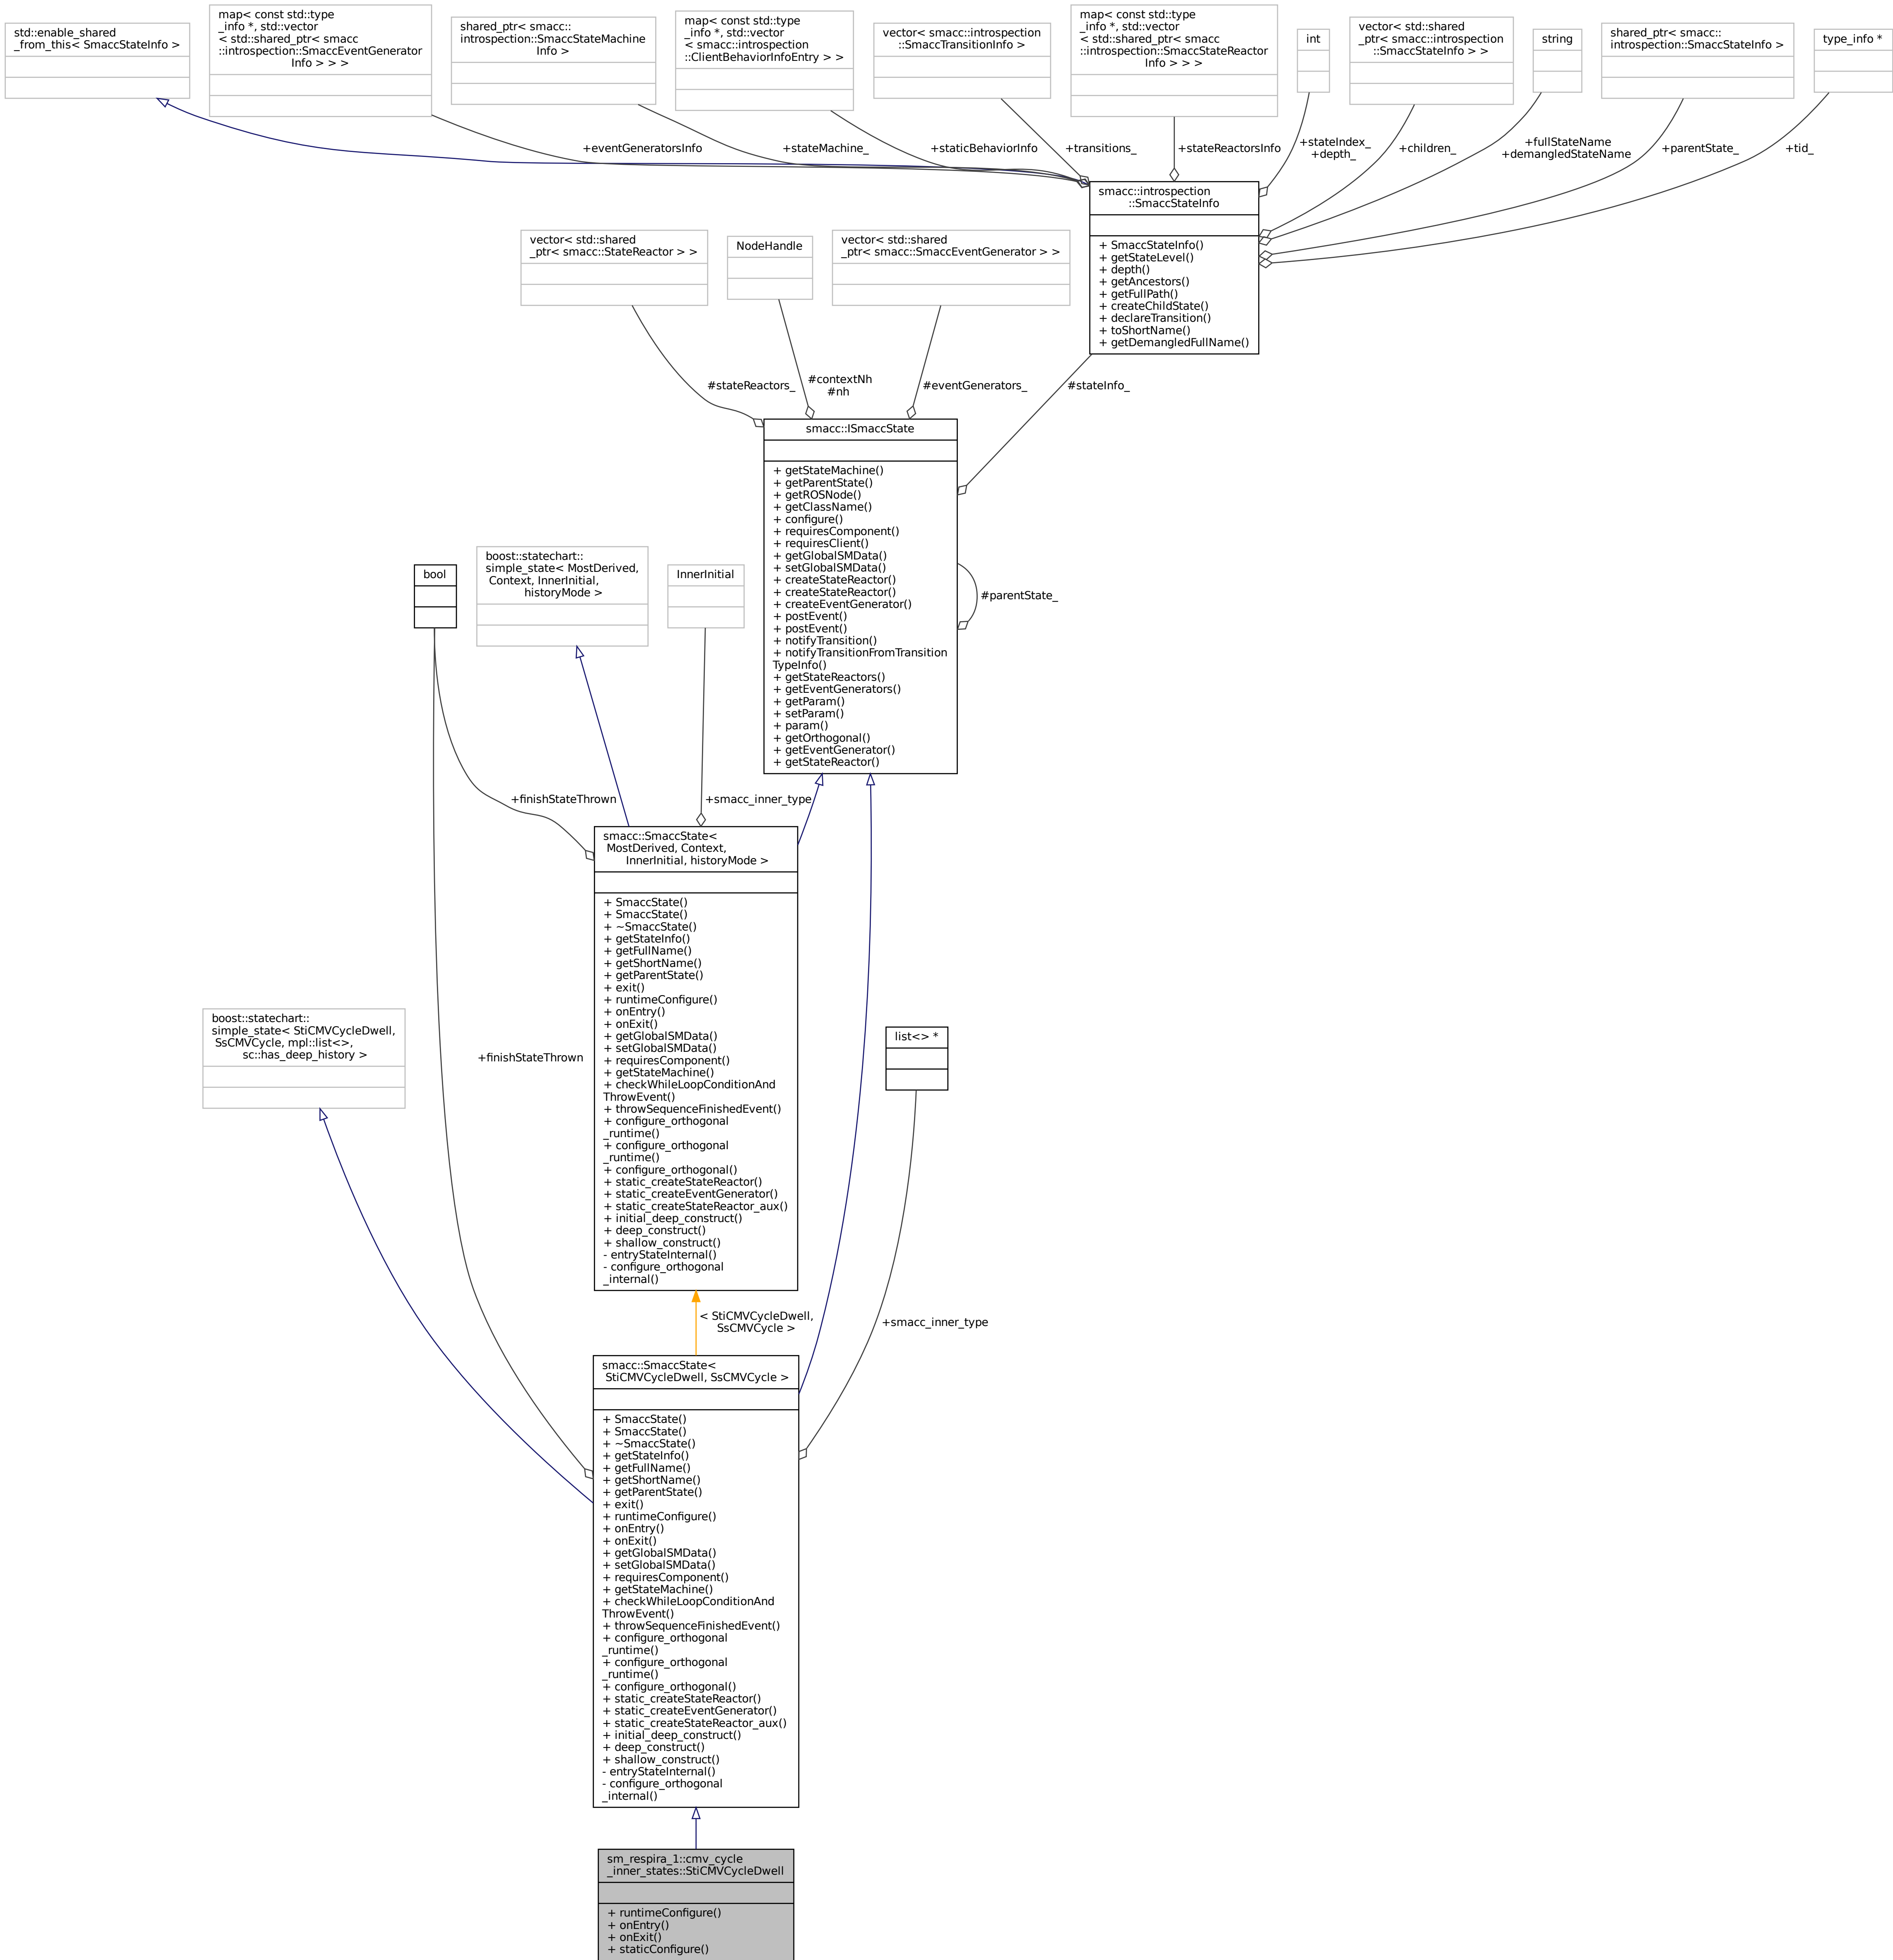 std::enable_shared
_from_this< SmaccStateInfo >
map< const std::type
_info *, std::vector
< std::shared_ptr< smacc
::introspection::SmaccEventGenerator
Info > > >
shared_ptr< smacc::
introspection::SmaccStateMachine
Info >
map< const std::type
_info *, std::vector
< smacc::introspection
::ClientBehaviorInfoEntry > >
vector< smacc::introspection
::SmaccTransitionInfo >
map< const std::type
_info *, std::vector
< std::shared_ptr< smacc
::introspection::SmaccStateReactor
Info > > >
int
vector< std::shared
_ptr< smacc::introspection
::SmaccStateInfo > >
string
shared_ptr< smacc::
introspection::SmaccStateInfo >
type_info *
+eventGeneratorsInfo
+stateMachine_
+staticBehaviorInfo
+transitions_
+stateReactorsInfo
+stateIndex_
+depth_
+children_
+fullStateName
+demangledStateName
+parentState_
+tid_
smacc::introspection
::SmaccStateInfo
+ SmaccStateInfo()
+ getStateLevel()
+ depth()
+ getAncestors()
+ getFullPath()
+ createChildState()
+ declareTransition()
+ toShortName()
+ getDemangledFullName()
vector< std::shared
_ptr< smacc::StateReactor > >
NodeHandle
vector< std::shared
_ptr< smacc::SmaccEventGenerator > >
#stateReactors_
#contextNh
#nh
#eventGenerators_
#stateInfo_
smacc::ISmaccState
+ getStateMachine()
+ getParentState()
+ getROSNode()
+ getClassName()
+ configure()
+ requiresComponent()
+ requiresClient()
+ getGlobalSMData()
+ setGlobalSMData()
+ createStateReactor()
+ createStateReactor()
+ createEventGenerator()
+ postEvent()
+ postEvent()
+ notifyTransition()
+ notifyTransitionFromTransition
TypeInfo()
+ getStateReactors()
+ getEventGenerators()
+ getParam()
+ setParam()
+ param()
+ getOrthogonal()
+ getEventGenerator()
+ getStateReactor()
#parentState_
bool
boost::statechart::
simple_state< MostDerived,
Context, InnerInitial,
historyMode >
InnerInitial
+finishStateThrown
+smacc_inner_type
smacc::SmaccState<
MostDerived, Context,
InnerInitial, historyMode >
+ SmaccState()
+ SmaccState()
+ ~SmaccState()
+ getStateInfo()
+ getFullName()
+ getShortName()
+ getParentState()
+ exit()
+ runtimeConfigure()
+ onEntry()
+ onExit()
+ getGlobalSMData()
+ setGlobalSMData()
+ requiresComponent()
+ getStateMachine()
+ checkWhileLoopConditionAnd
ThrowEvent()
+ throwSequenceFinishedEvent()
+ configure_orthogonal
_runtime()
+ configure_orthogonal
_runtime()
+ configure_orthogonal()
+ static_createStateReactor()
+ static_createEventGenerator()
+ static_createStateReactor_aux()
+ initial_deep_construct()
+ deep_construct()
+ shallow_construct()
- entryStateInternal()
- configure_orthogonal
_internal()
boost::statechart::
simple_state< StiCMVCycleDwell,
SsCMVCycle, mpl::list<>,
sc::has_deep_history >
+finishStateThrown
list<> *
< StiCMVCycleDwell,
SsCMVCycle >
+smacc_inner_type
smacc::SmaccState<
StiCMVCycleDwell, SsCMVCycle >
+ SmaccState()
+ SmaccState()
+ ~SmaccState()
+ getStateInfo()
+ getFullName()
+ getShortName()
+ getParentState()
+ exit()
+ runtimeConfigure()
+ onEntry()
+ onExit()
+ getGlobalSMData()
+ setGlobalSMData()
+ requiresComponent()
+ getStateMachine()
+ checkWhileLoopConditionAnd
ThrowEvent()
+ throwSequenceFinishedEvent()
+ configure_orthogonal
_runtime()
+ configure_orthogonal
_runtime()
+ configure_orthogonal()
+ static_createStateReactor()
+ static_createEventGenerator()
+ static_createStateReactor_aux()
+ initial_deep_construct()
+ deep_construct()
+ shallow_construct()
- entryStateInternal()
- configure_orthogonal
_internal()
sm_respira_1::cmv_cycle
_inner_states::StiCMVCycleDwell
+ runtimeConfigure()
+ onEntry()
+ onExit()
+ staticConfigure()